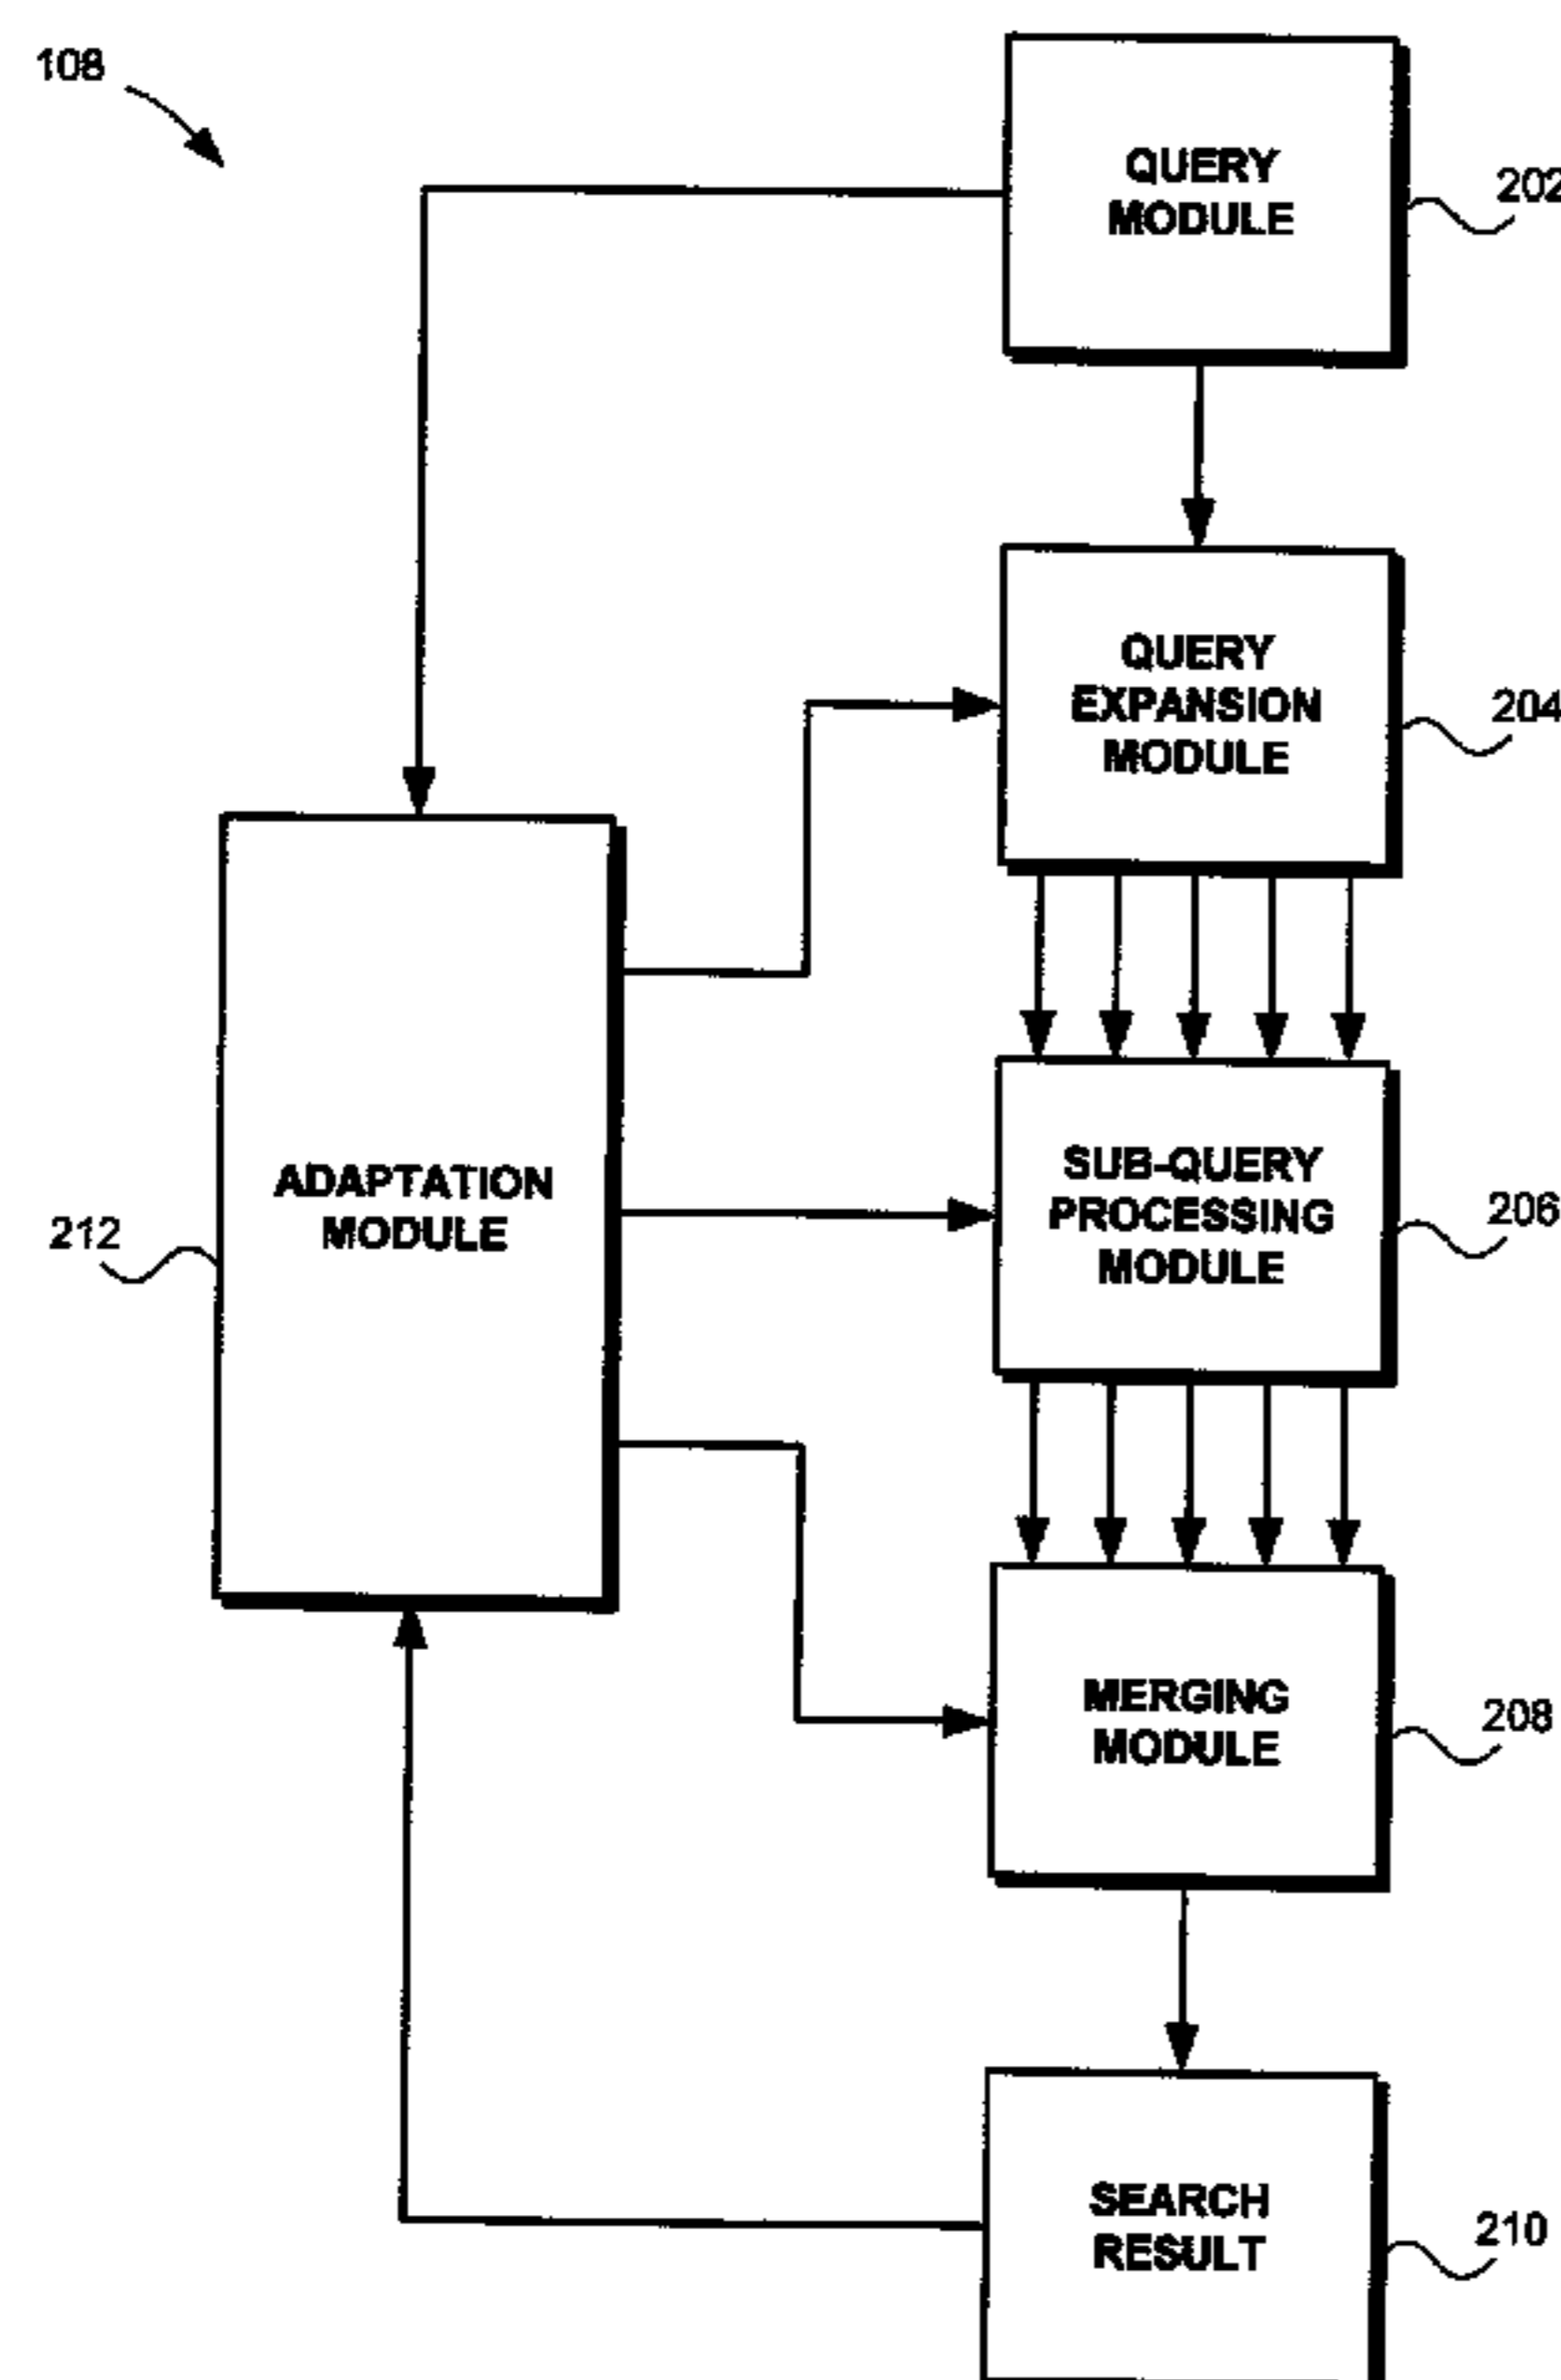 108
QUERY
MODULE
202
QUERY
EXPANSION
MODULE
204
ADAPTATION
MODULE
212
SUB-QUERY
PROCESSING
MODULE
206
MERGING
MODULE
208
SEARCH
RESULT
210